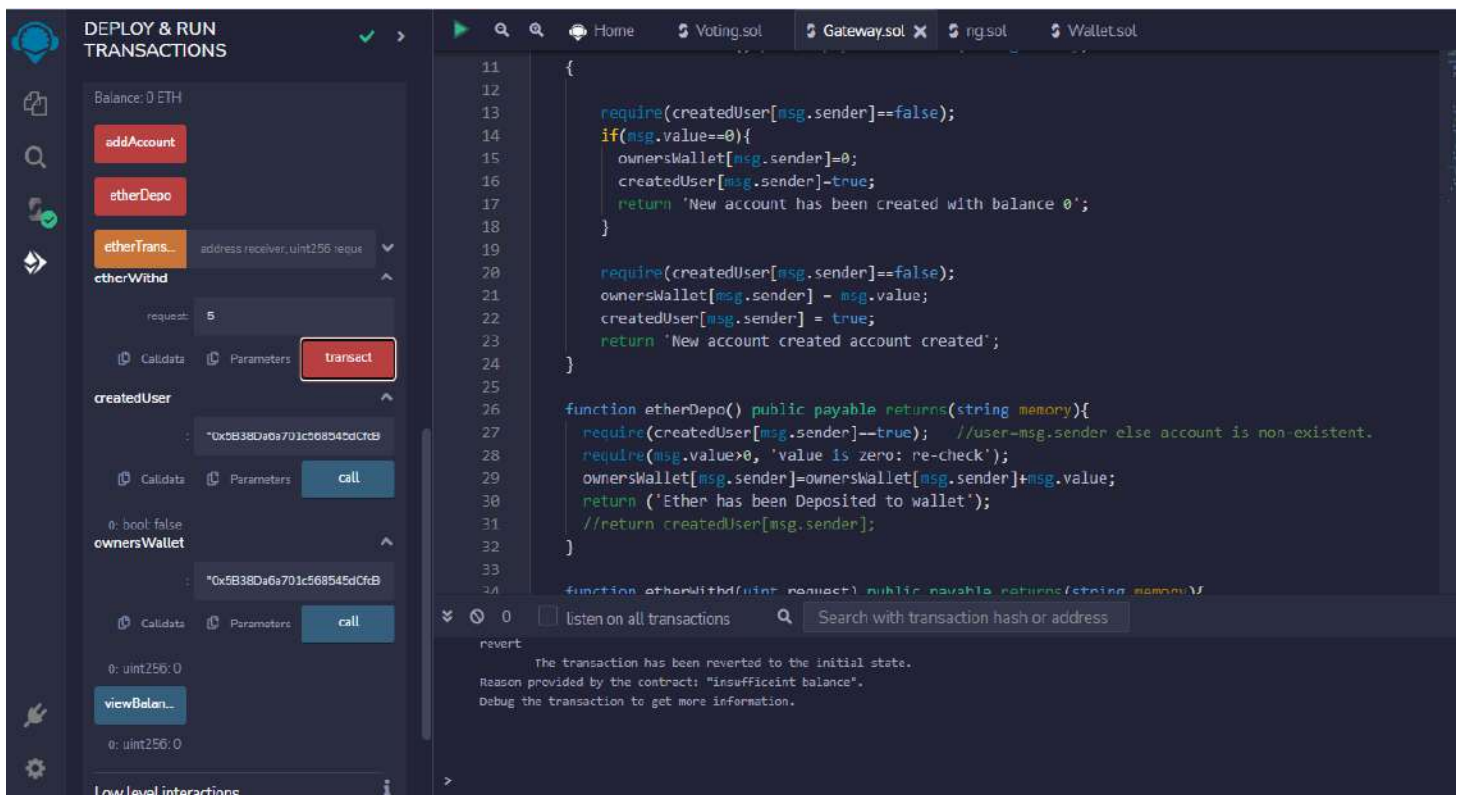 DEPLOY & RUN
TRANSACTIONS
Balance: 0 ETH
addAccount
etherDepo
etherTrans...
address receiver, uint256 reque
etherWithd
request:
5
Calldata
Parameters
transact
createdUser
:
"0x5B38Da6a701c568545dCfcB
Calldata
Parameters
call
0: bool: false
ownersWallet
:
"0x5B38Da6a701c568545dCfcB
Calldata
Parameters
call
0: uint256: 0
viewBalan...
0: uint256: 0
Low level interactions
i
Home
Voting.sol
Gateway.sol
ng.sol
Wallet.sol
11 {
12
13 require(createdUser[msg.sender]==false);
14 if(msg.value==0){
15 ownersWallet[msg.sender]=0;
16 createdUser[msg.sender]=true;
17 return 'New account has been created with balance 0';
18 }
19
20 require(createdUser[msg.sender]==false);
21 ownersWallet[msg.sender] = msg.value;
22 createdUser[msg.sender] = true;
23 return 'New account created account created';
24 }
25
26 function etherDepo() public payable returns(string memory){
27 require(createdUser[msg.sender]==true); //user=msg.sender else account is non-existent.
28 require(msg.value>0, 'value is zero: re-check');
29 ownersWallet[msg.sender]=ownersWallet[msg.sender]+msg.value;
30 return ('Ether has been Deposited to wallet');
31 //return createdUser[msg.sender];
32 }
33
34 function etherWithd(uint request) public payable returns(string memory){
0
listen on all transactions
Search with transaction hash or address
revert
The transaction has been reverted to the initial state.
Reason provided by the contract: "insufficeint balance".
Debug the transaction to get more information.
>